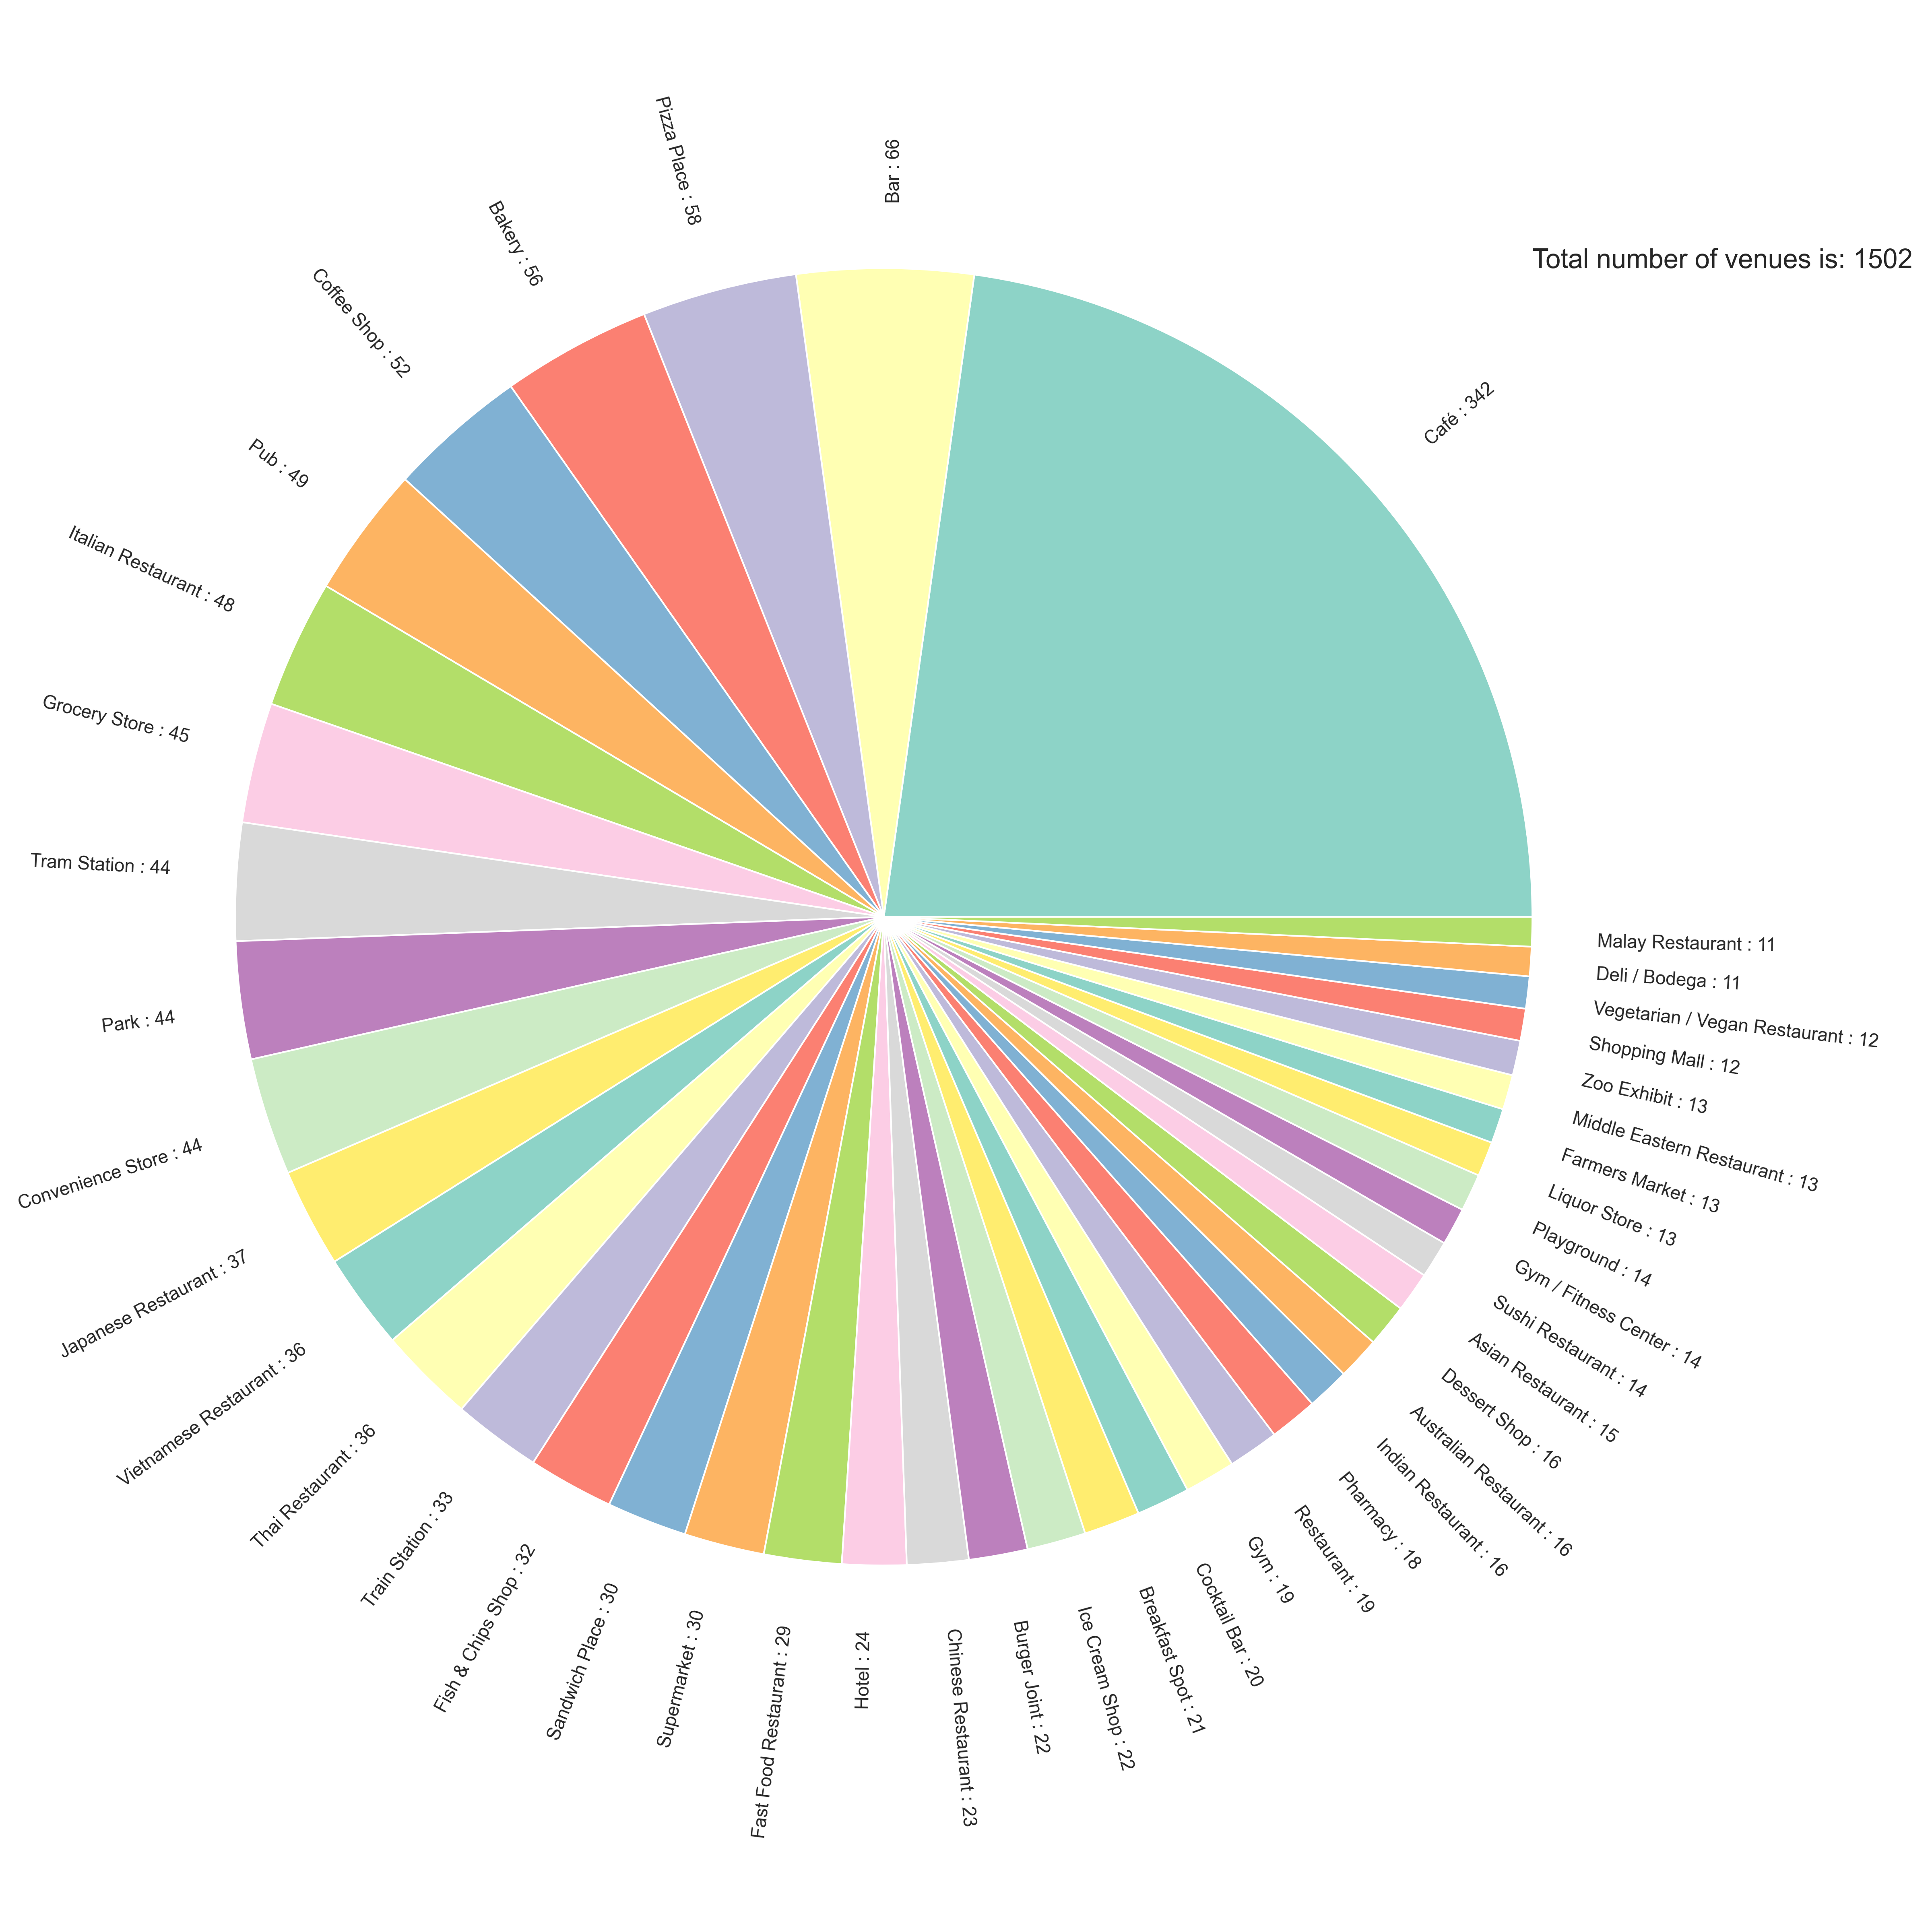 Total number of venues is: 1502
Café : 342
Bar : 66
Pizza Place : 58
Bakery : 56
Coffee Shop : 52
Pub : 49
Italian Restaurant : 48
Grocery Store : 45
Tram Station : 44
Park : 44
Convenience Store : 44
Japanese Restaurant : 37
Vietnamese Restaurant : 36
Thai Restaurant : 36
Train Station : 33
Fish & Chips Shop : 32
Sandwich Place : 30
Supermarket : 30
Fast Food Restaurant : 29
Hotel : 24
Chinese Restaurant : 23
Burger Joint : 22
Ice Cream Shop : 22
Breakfast Spot : 21
Cocktail Bar : 20
Gym : 19
Restaurant : 19
Pharmacy : 18
Indian Restaurant : 16
Australian Restaurant : 16
Dessert Shop : 16
Asian Restaurant : 15
Sushi Restaurant : 14
Gym / Fitness Center : 14
Playground : 14
Liquor Store : 13
Farmers Market : 13
Middle Eastern Restaurant : 13
Zoo Exhibit : 13
Shopping Mall : 12
Vegetarian / Vegan Restaurant : 12
Deli / Bodega : 11
Malay Restaurant : 11